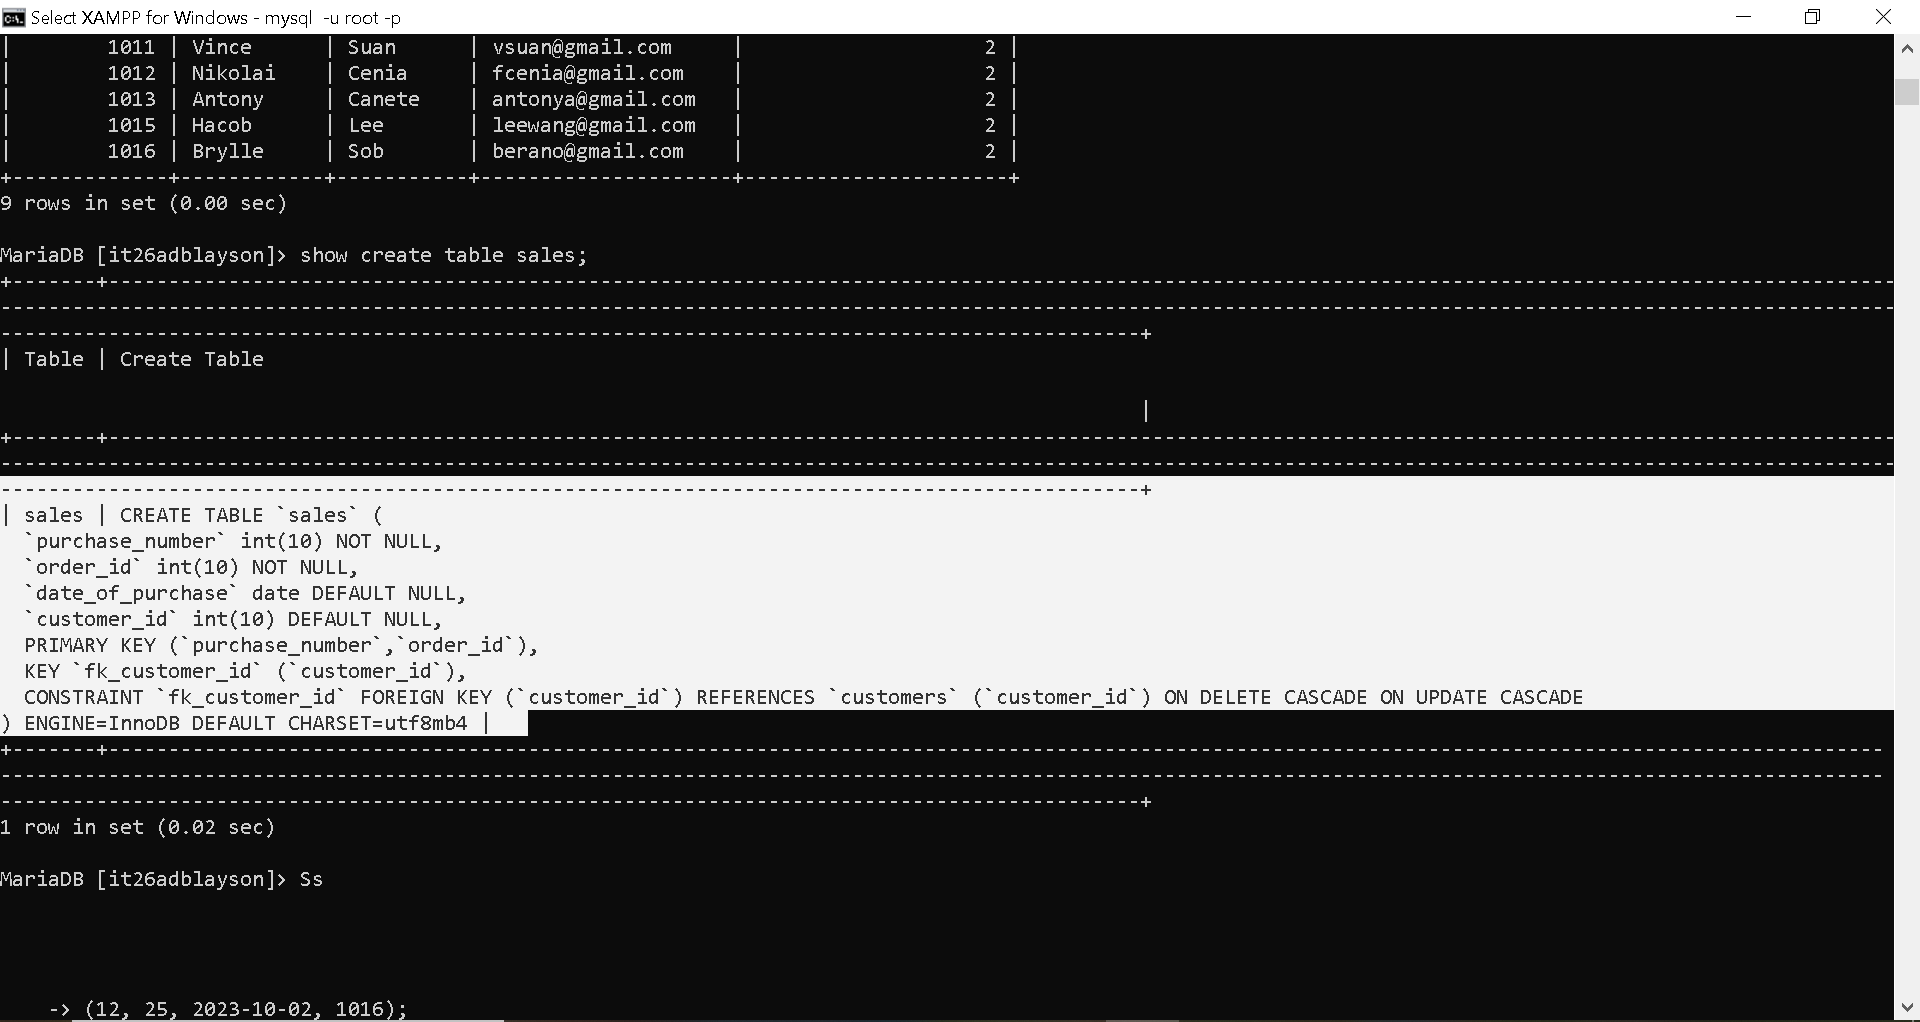 Select XAMPP for Windows - mysql  -u root -p
|        1011 | Vince      | Suan      | vsuan@gmail.com     |                    2 |
|        1012 | Nikolai    | Cenia     | fcenia@gmail.com    |                    2 |
|        1013 | Antony     | Canete    | antonya@gmail.com   |                    2 |
|        1015 | Hacob      | Lee       | leewang@gmail.com   |                    2 |
|        1016 | Brylle     | Sob       | berano@gmail.com    |                    2 |
9 rows in set (0.00 sec)
MariaDB [it26adblayson]> show create table sales;
| Table | Create Table
|
| sales | CREATE TABLE `sales` (
  `purchase_number` int(10) NOT NULL,
  `order_id` int(10) NOT NULL,
  `date_of_purchase` date DEFAULT NULL,
  `customer_id` int(10) DEFAULT NULL,
  PRIMARY KEY (`purchase_number`,`order_id`),
  KEY `fk_customer_id` (`customer_id`),
  CONSTRAINT `fk_customer_id` FOREIGN KEY (`customer_id`) REFERENCES `customers` (`customer_id`) ON DELETE CASCADE ON UPDATE CASCADE
) ENGINE=InnoDB DEFAULT CHARSET=utf8mb4 |
1 row in set (0.02 sec)
MariaDB [it26adblayson]> Ss
    -> (12, 25, 2023-10-02, 1016);